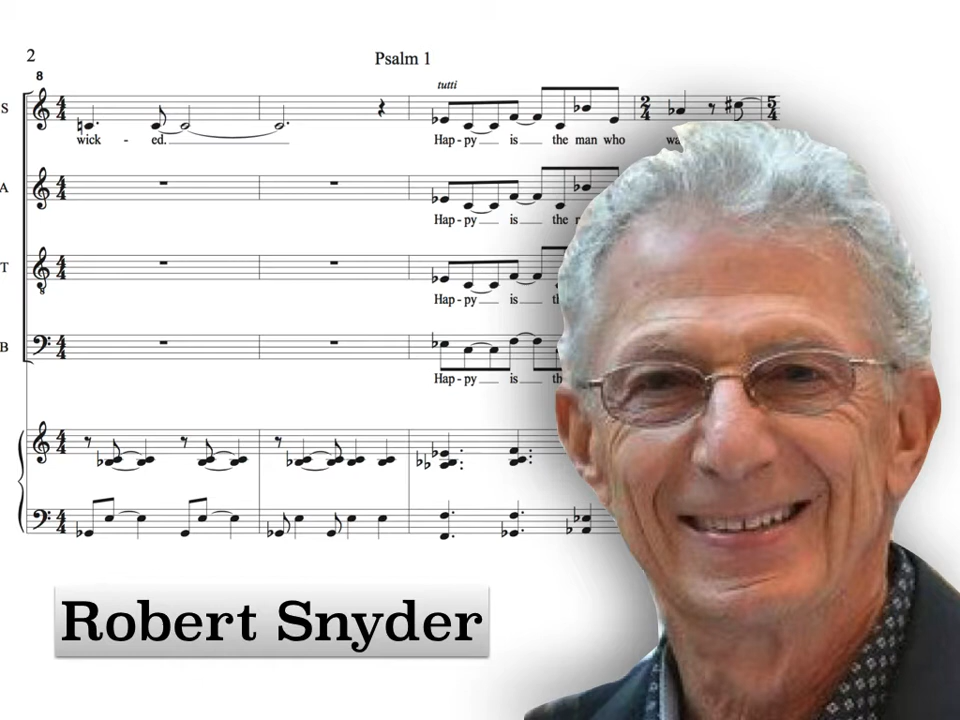 2
Psalm 1
8
tutti
S
wick - ed.
Hap - py is the man who
A
Hap - py is the
T
Hap - py is
B
Hap - py is
Robert Snyder